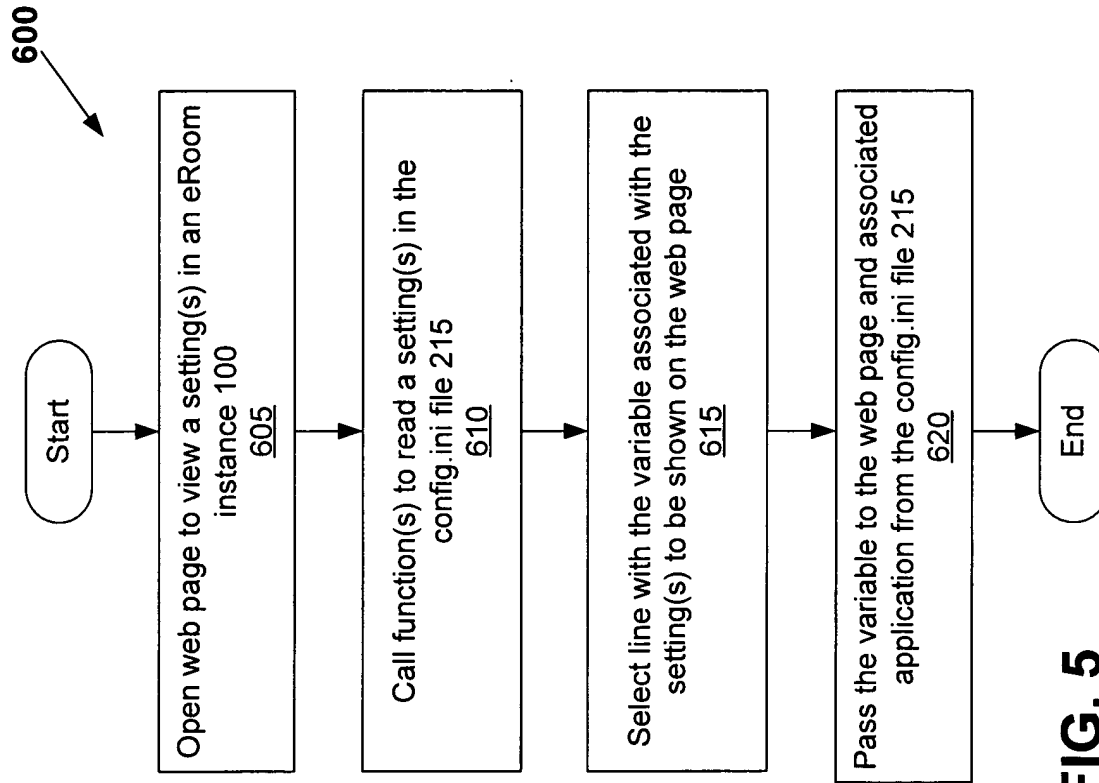 600
Start
Open web page to view a setting(s) in an eRoom
instance 100
605
Call function(s) to read a setting(s) in the
config.ini file 215
610
Select line with the variable associated with the
setting(s) to be shown on the web page
615
Pass the variable to the web page and associated
application from the config.ini file 215
620
End
FIG. 5